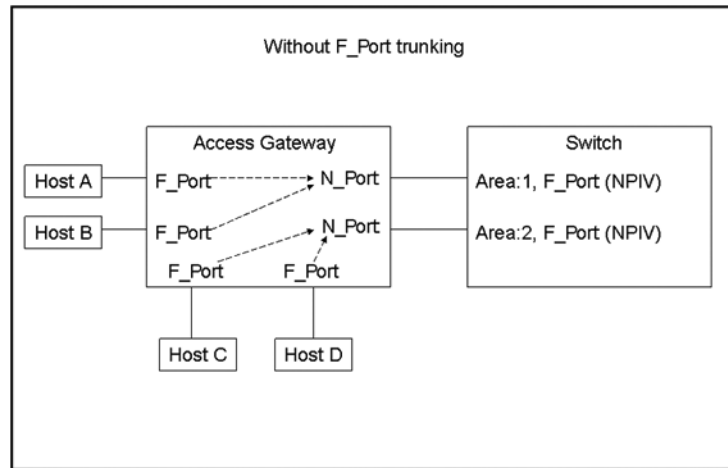 Without F_Port trunking
Access Gateway
Switch
Host A
F_Port
N_Port
Area:1, F_Port (NPIV)
Host B
F_Port
N_Port
Area:2, F_Port (NPIV)
F_Port
F_Port
Host C
Host D